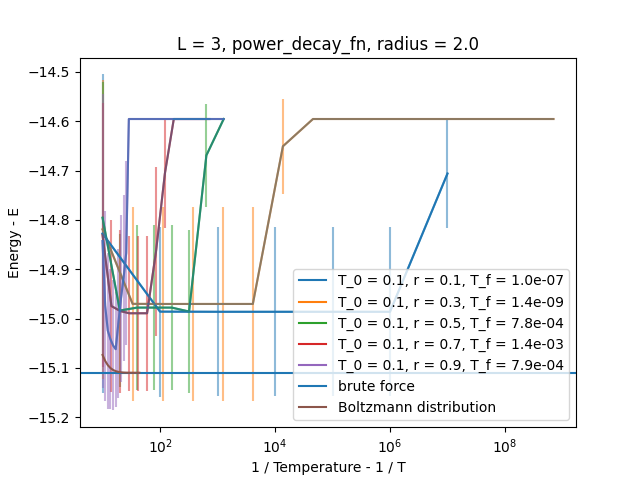 L = 3, power_decay_fn, radius = 2.0
Energy - E
−14.5
−14.6
−14.7
−14.8
−14.9
−15.0
−15.1
−15.2
T_0 = 0.1, r = 0.1, T_f = 1.0e-07
T_0 = 0.1, r = 0.3, T_f = 1.4e-09
T_0 = 0.1, r = 0.5, T_f = 7.8e-04
T_0 = 0.1, r = 0.7, T_f = 1.4e-03
T_0 = 0.1, r = 0.9, T_f = 7.9e-04
brute force
Boltzmann distribution
10² 10⁴ 10⁶ 10⁸
1 / Temperature - 1 / T